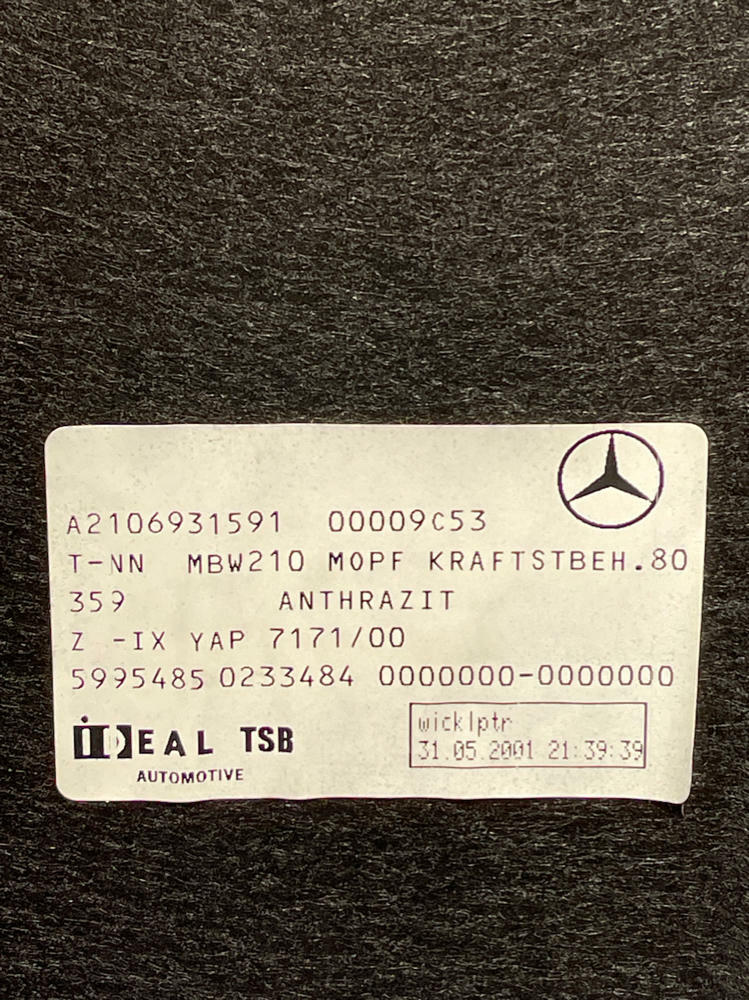 A2106931591 00009C53
T-NN MBW210 MOPF KRAFTSTBEH.80
359 ANTHRAZIT
Z -IX YAP 7171/00
5995485 0233484 0000000-0000000
iDEAL TSB
AUTOMOTIVE
wicklptr
31.05.2001 21:39:39